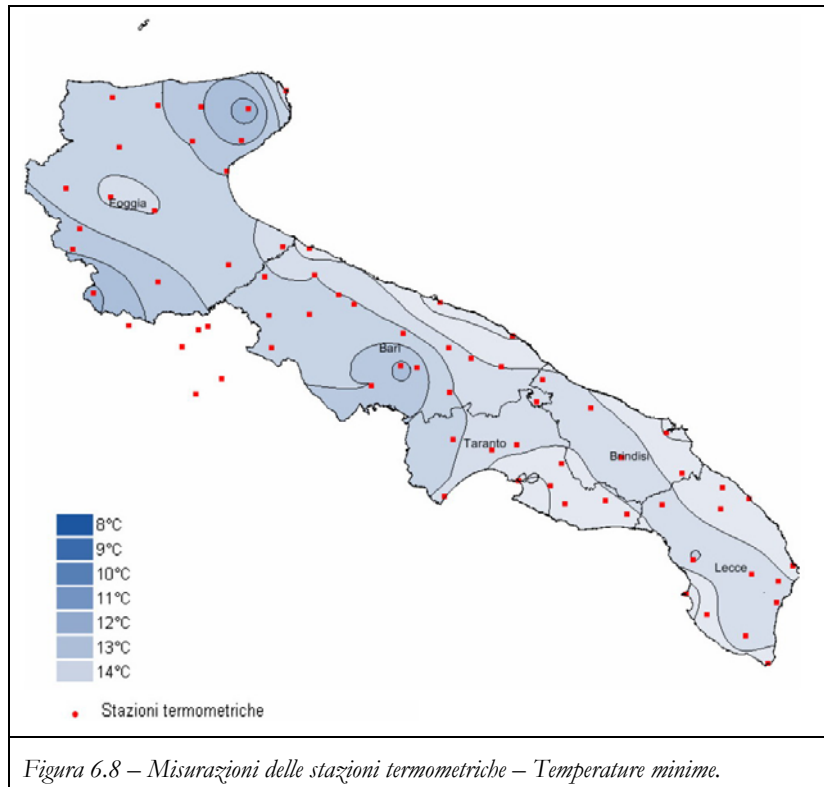 Foggia
Bari
Taranto
Brindisi
Lecce
8°C
9°C
10°C
11°C
12°C
13°C
14°C
Stazioni termometriche
Figura 6.8 – Misurazioni delle stazioni termometriche – Temperature minime.